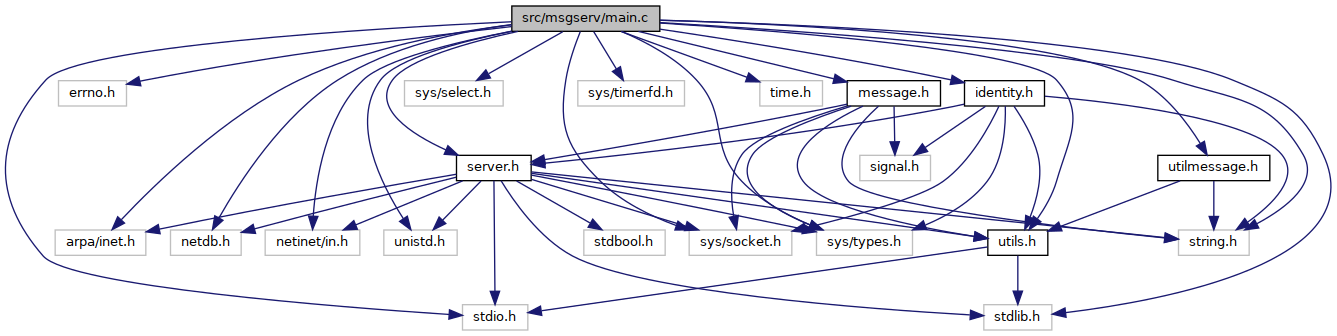 src/msgserv/main.c
errno.h
sys/select.h
sys/timerfd.h
time.h
message.h
identity.h
server.h
signal.h
utilmessage.h
arpa/inet.h
netdb.h
netinet/in.h
unistd.h
stdbool.h
sys/socket.h
sys/types.h
utils.h
string.h
stdio.h
stdlib.h